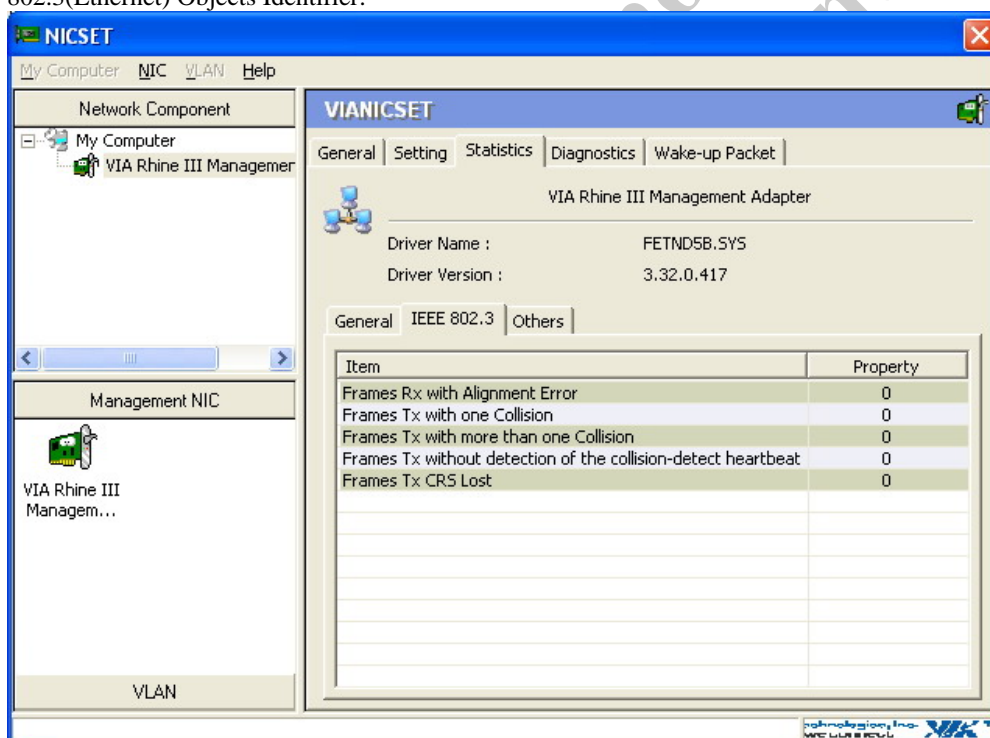 802.3(Ethernet) Objects Identifier.
NICSET
My Computer NIC VLAN Help
Network Component
My Computer
VIA Rhine III Managemer
Management NIC
VIA Rhine III
Managem...
VLAN
VIANICSET
General Setting Statistics Diagnostics Wake-up Packet
VIA Rhine III Management Adapter
Driver Name : FETND5B.SYS
Driver Version : 3.32.0.417
General IEEE 802.3 Others
Item Property
Frames Rx with Alignment Error 0
Frames Tx with one Collision 0
Frames Tx with more than one Collision 0
Frames Tx without detection of the collision-detect heartbeat 0
Frames Tx CRS Lost 0
VIA